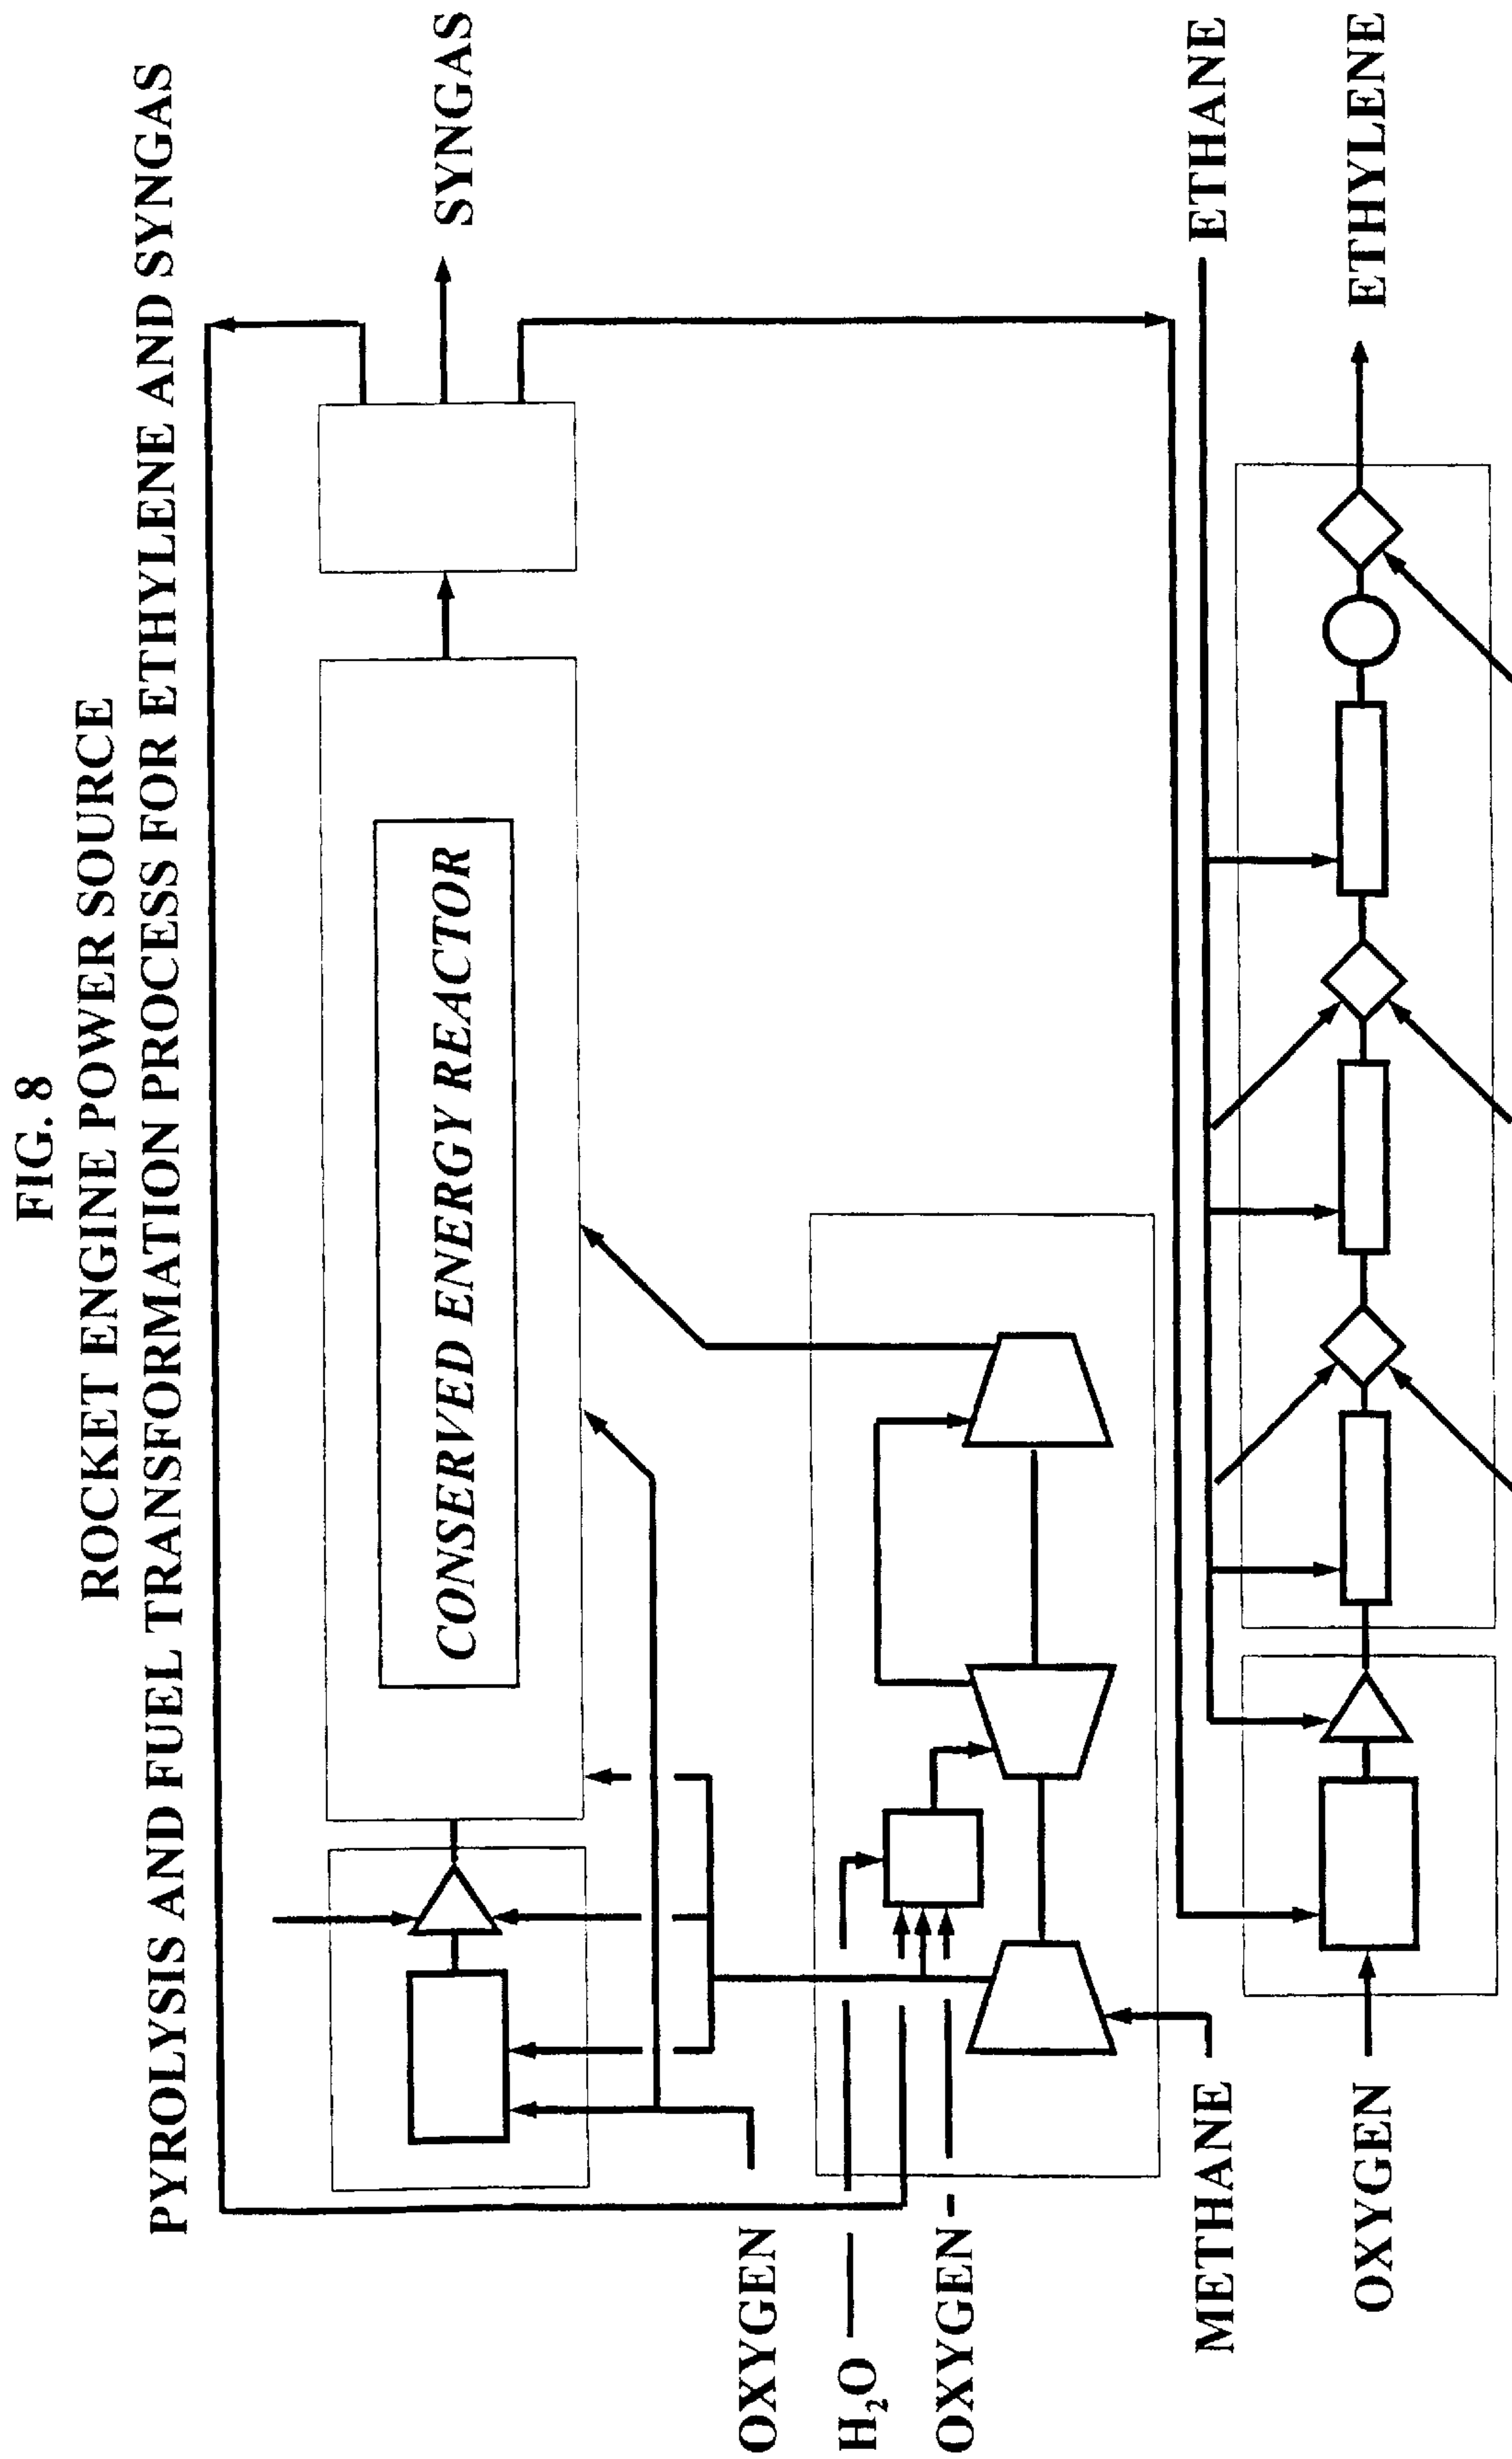 FIG. 8
ROCKET ENGINE POWER SOURCE
PYROLYSIS AND FUEL TRANSFORMATION PROCESS FOR ETHYLENE AND SYNGAS
CONSERVED ENERGY REACTOR
SYNGAS
OXYGEN
H₂O
OXYGEN
METHANE
ETHANE
OXYGEN
ETHYLENE